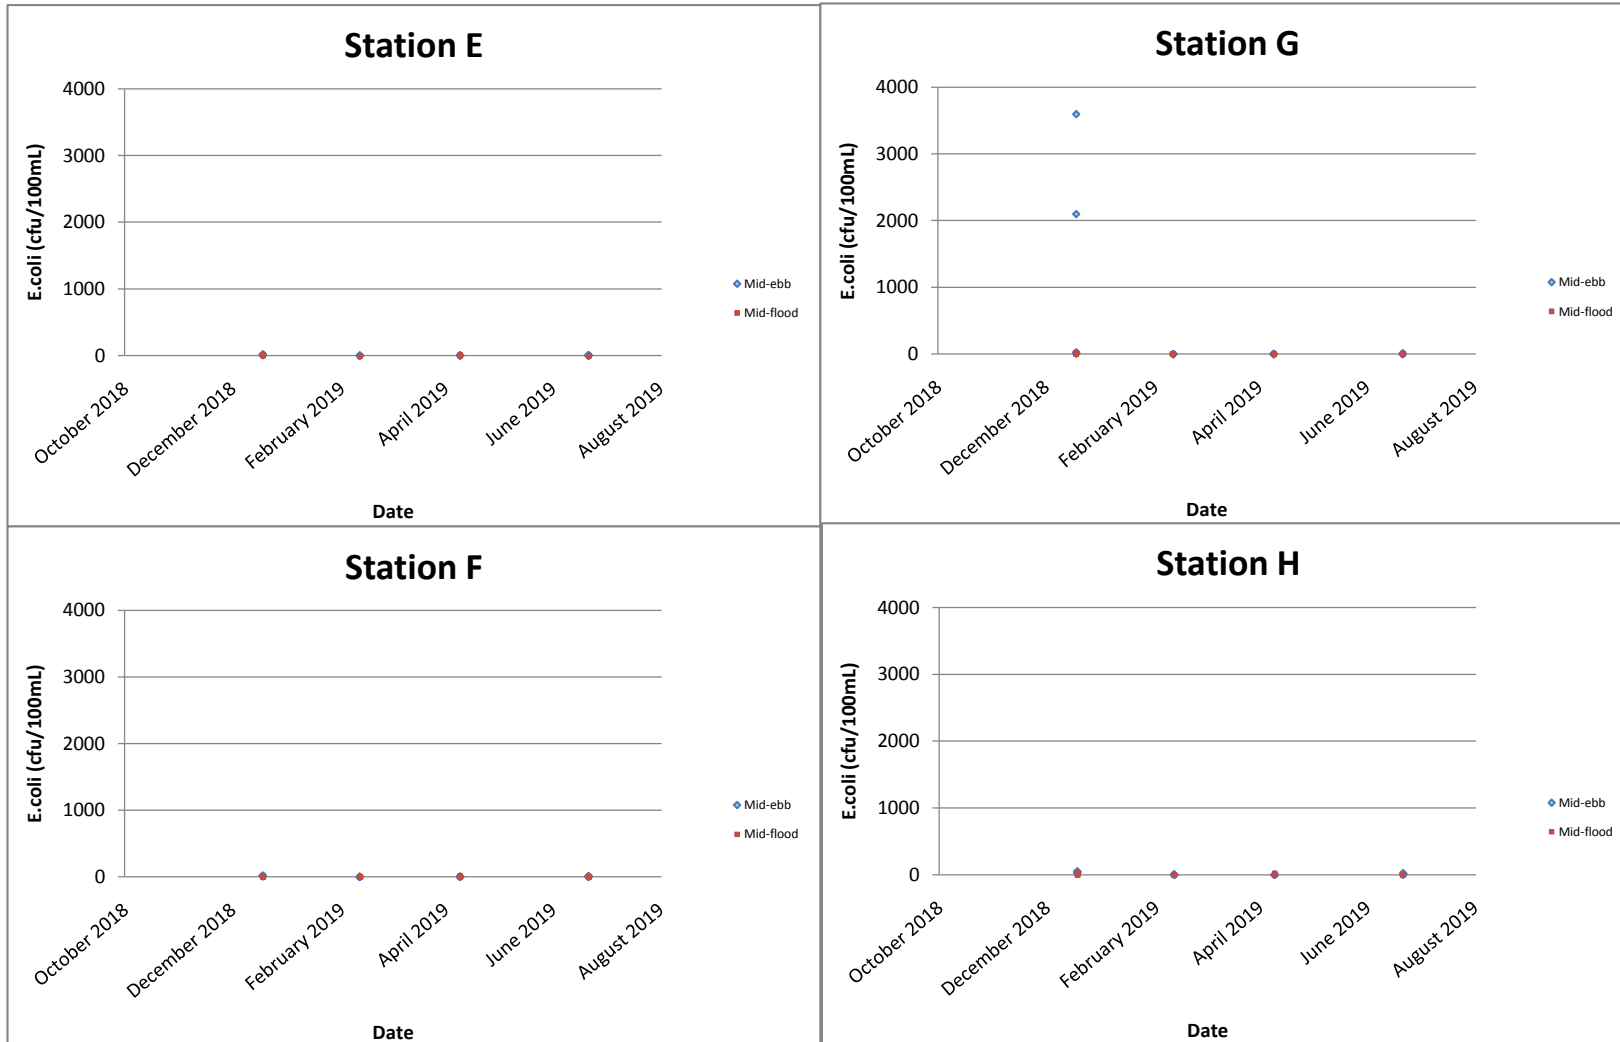 Station E
E.coli (cfu/100mL)
4000
3000
2000
1000
0
October 2018
December 2018
February 2019
April 2019
June 2019
August 2019
Date
Mid-ebb
Mid-flood
Station G
E.coli (cfu/100mL)
4000
3000
2000
1000
0
October 2018
December 2018
February 2019
April 2019
June 2019
August 2019
Date
Mid-ebb
Mid-flood
Station F
E.coli (cfu/100mL)
4000
3000
2000
1000
0
October 2018
December 2018
February 2019
April 2019
June 2019
August 2019
Date
Mid-ebb
Mid-flood
Station H
E.coli (cfu/100mL)
4000
3000
2000
1000
0
October 2018
December 2018
February 2019
April 2019
June 2019
August 2019
Date
Mid-ebb
Mid-flood